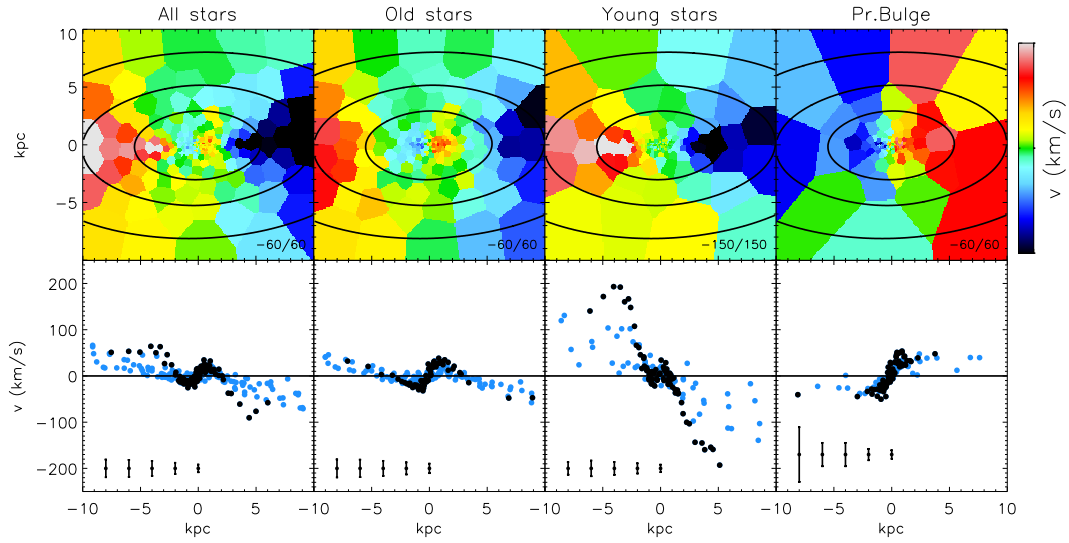 All stars
Old stars
Young stars
Pr.Bulge
10
5
0
−5
kpc
−60/60
−60/60
−150/150
−60/60
v (km/s)
200
100
0
−100
−200
v (km/s)
−10 −5 0 5
−10 −5 0 5
−10 −5 0 5
−10 −5 0 5 10
kpc
kpc
kpc
kpc